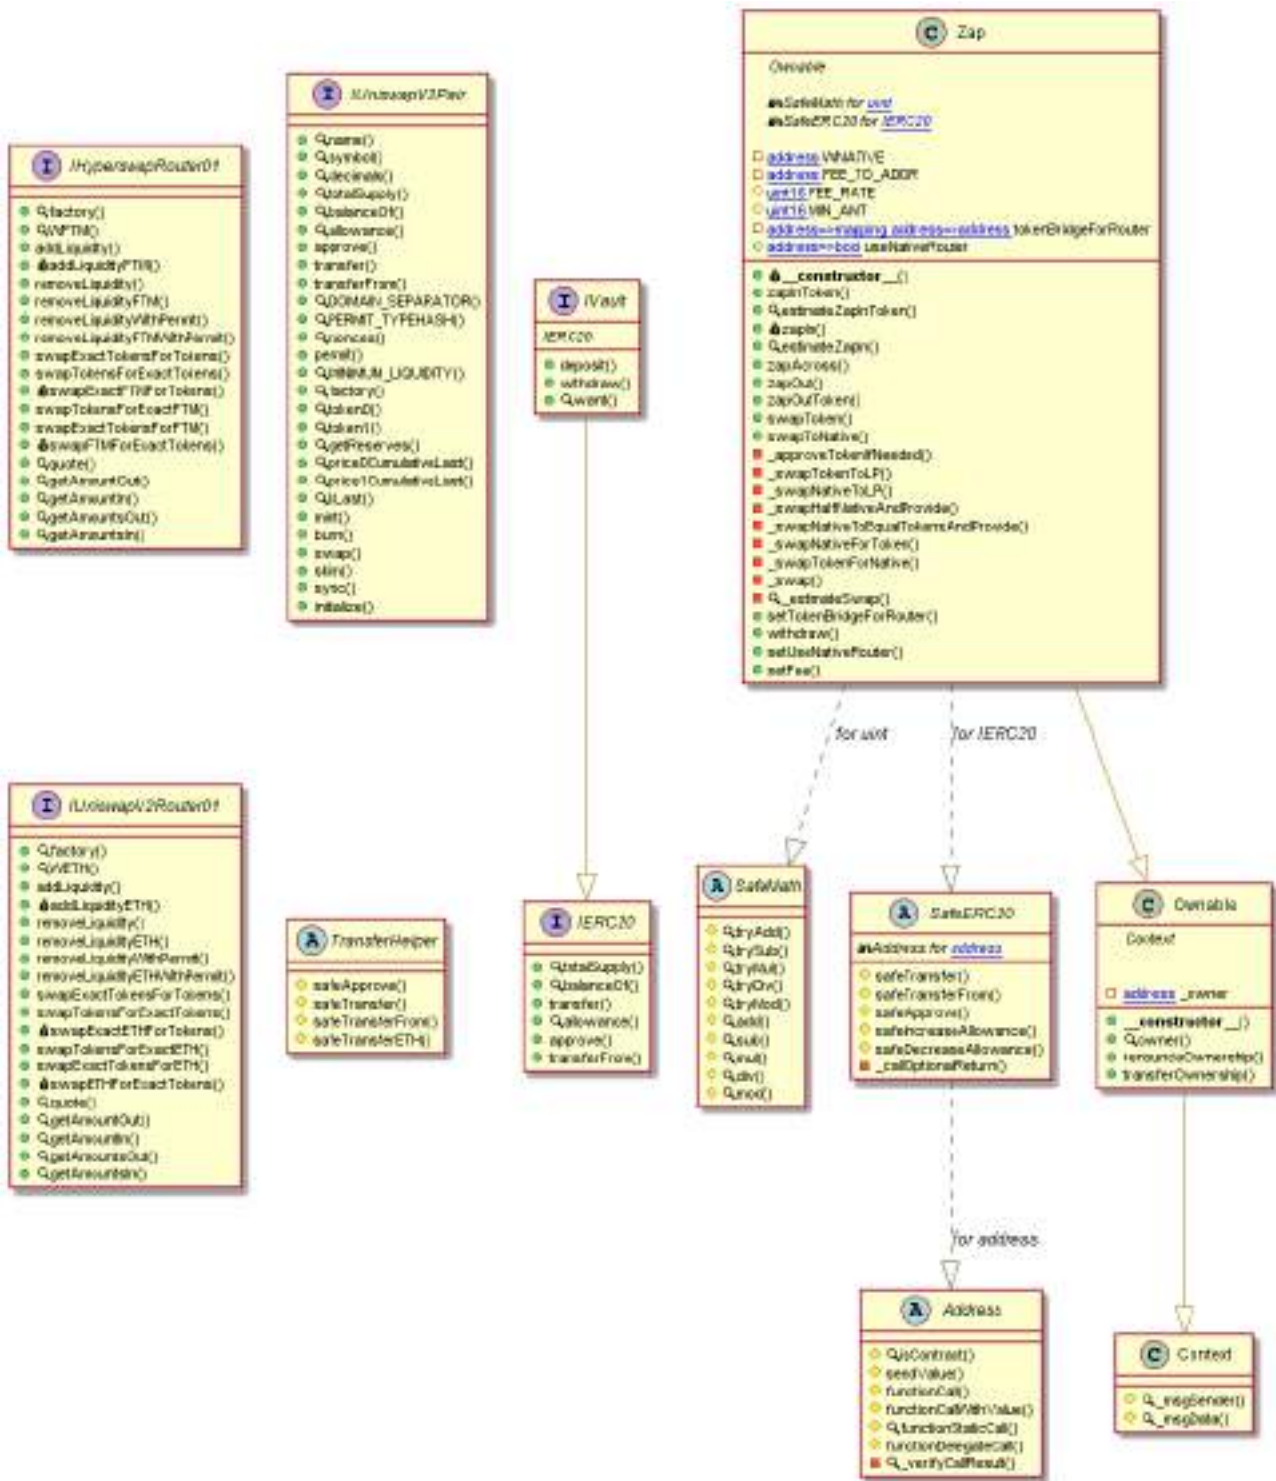 I IHyperswapRouter01
factory()
WFTM()
addLiquidity()
addLiquidityFTM()
removeLiquidity()
removeLiquidityFTM()
removeLiquidityWithPermit()
removeLiquidityFTMWithPermit()
swapExactTokensForTokens()
swapTokensForExactTokens()
swapExactFTMForTokens()
swapTokensForExactFTM()
swapExactTokensForFTM()
swapFTMForExactTokens()
quote()
getAmountOut()
getAmountIn()
getAmountsOut()
getAmountsIn()
I
name()
symbol()
decimals()
totalSupply()
balanceOf()
allowance()
approve()
transfer()
transferFrom()
DOMAIN_SEPARATOR()
PERMIT_TYPEHASH()
nonces()
permit()
MINIMUM_LIQUIDITY()
factory()
token0()
token1()
getReserves()
price0CumulativeLast()
price1CumulativeLast()
kLast()
mint()
burn()
swap()
skim()
sync()
initialize()
I IVault
IERC20
deposit()
withdraw()
want()
C Zap
Ownable
SafeMath for uint
SafeERC20 for IERC20
address WNATIVE
address FEE_TO_ADDR
uint16 FEE_RATE
uint16 MIN_AMT
address=>mapping address=>address tokenBridgeForRouter
address=>bool useNativeRouter
__constructor__()
zapInToken()
estimateZapInToken()
zapIn()
estimateZapIn()
zapAcross()
zapOut()
zapOutToken()
swapToken()
swapToNative()
_approveTokenIfNeeded()
_swapTokenToLP()
_swapNativeToLP()
_swapHalfNativeAndProvide()
_swapNativeToEqualTokensAndProvide()
_swapNativeForToken()
_swapTokenForNative()
_swap()
_estimateSwap()
setTokenBridgeForRouter()
withdraw()
setUseNativeRouter()
setFee()
for uint
for IERC20
I IUniswapV2Router01
factory()
WETH()
addLiquidity()
addLiquidityETH()
removeLiquidity()
removeLiquidityETH()
removeLiquidityWithPermit()
removeLiquidityETHWithPermit()
swapExactTokensForTokens()
swapTokensForExactTokens()
swapExactETHForTokens()
swapTokensForExactETH()
swapExactTokensForETH()
swapETHForExactTokens()
quote()
getAmountOut()
getAmountIn()
getAmountsOut()
getAmountsIn()
A TransferHelper
safeApprove()
safeTransfer()
safeTransferFrom()
safeTransferETH()
I IERC20
totalSupply()
balanceOf()
transfer()
allowance()
approve()
transferFrom()
A SafeMath
tryAdd()
trySub()
tryMul()
tryDiv()
tryMod()
add()
sub()
mul()
div()
mod()
A SafeERC20
Address for address
safeTransfer()
safeTransferFrom()
safeApprove()
safeIncreaseAllowance()
safeDecreaseAllowance()
_callOptionalReturn()
C Ownable
Context
address _owner
__constructor__()
owner()
renounceOwnership()
transferOwnership()
for address
A Address
isContract()
sendValue()
functionCall()
functionCallWithValue()
functionStaticCall()
functionDelegateCall()
_verifyCallResult()
C Context
_msgSender()
_msgData()